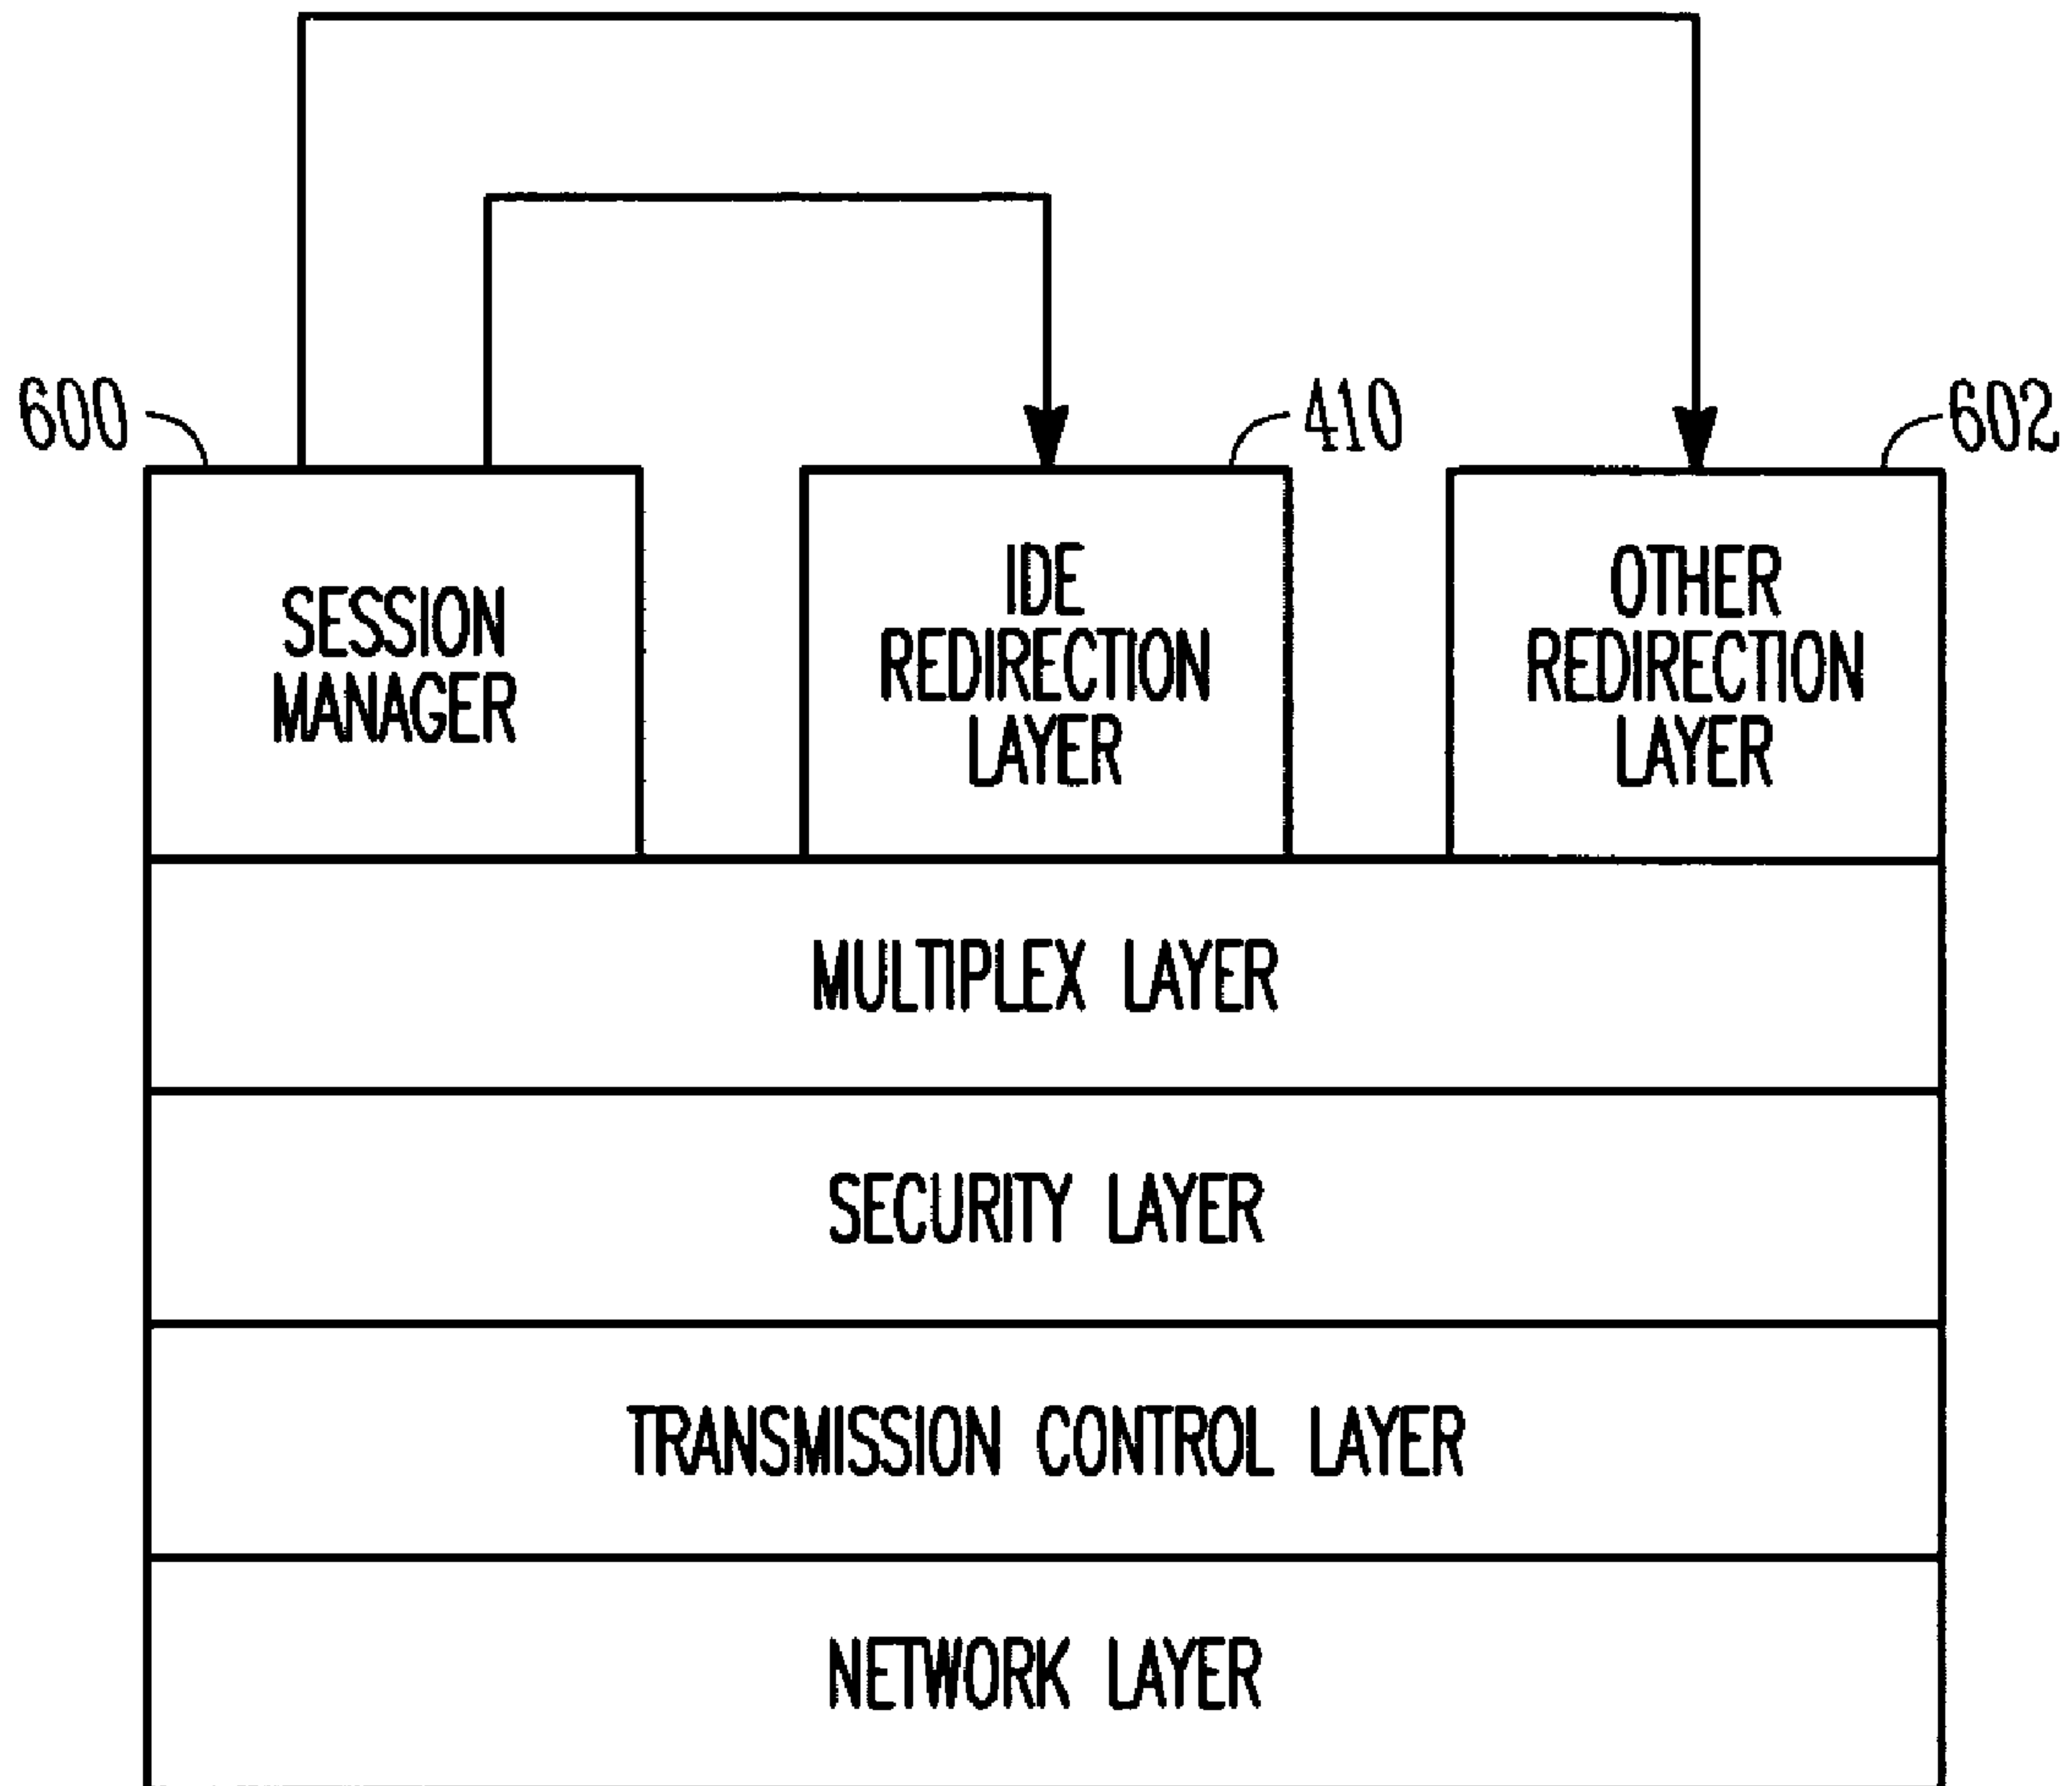 600
410
602
SESSION
MANAGER
IDE
REDIRECTION
LAYER
OTHER
REDIRECTION
LAYER
MULTIPLEX LAYER
SECURITY LAYER
TRANSMISSION CONTROL LAYER
NETWORK LAYER